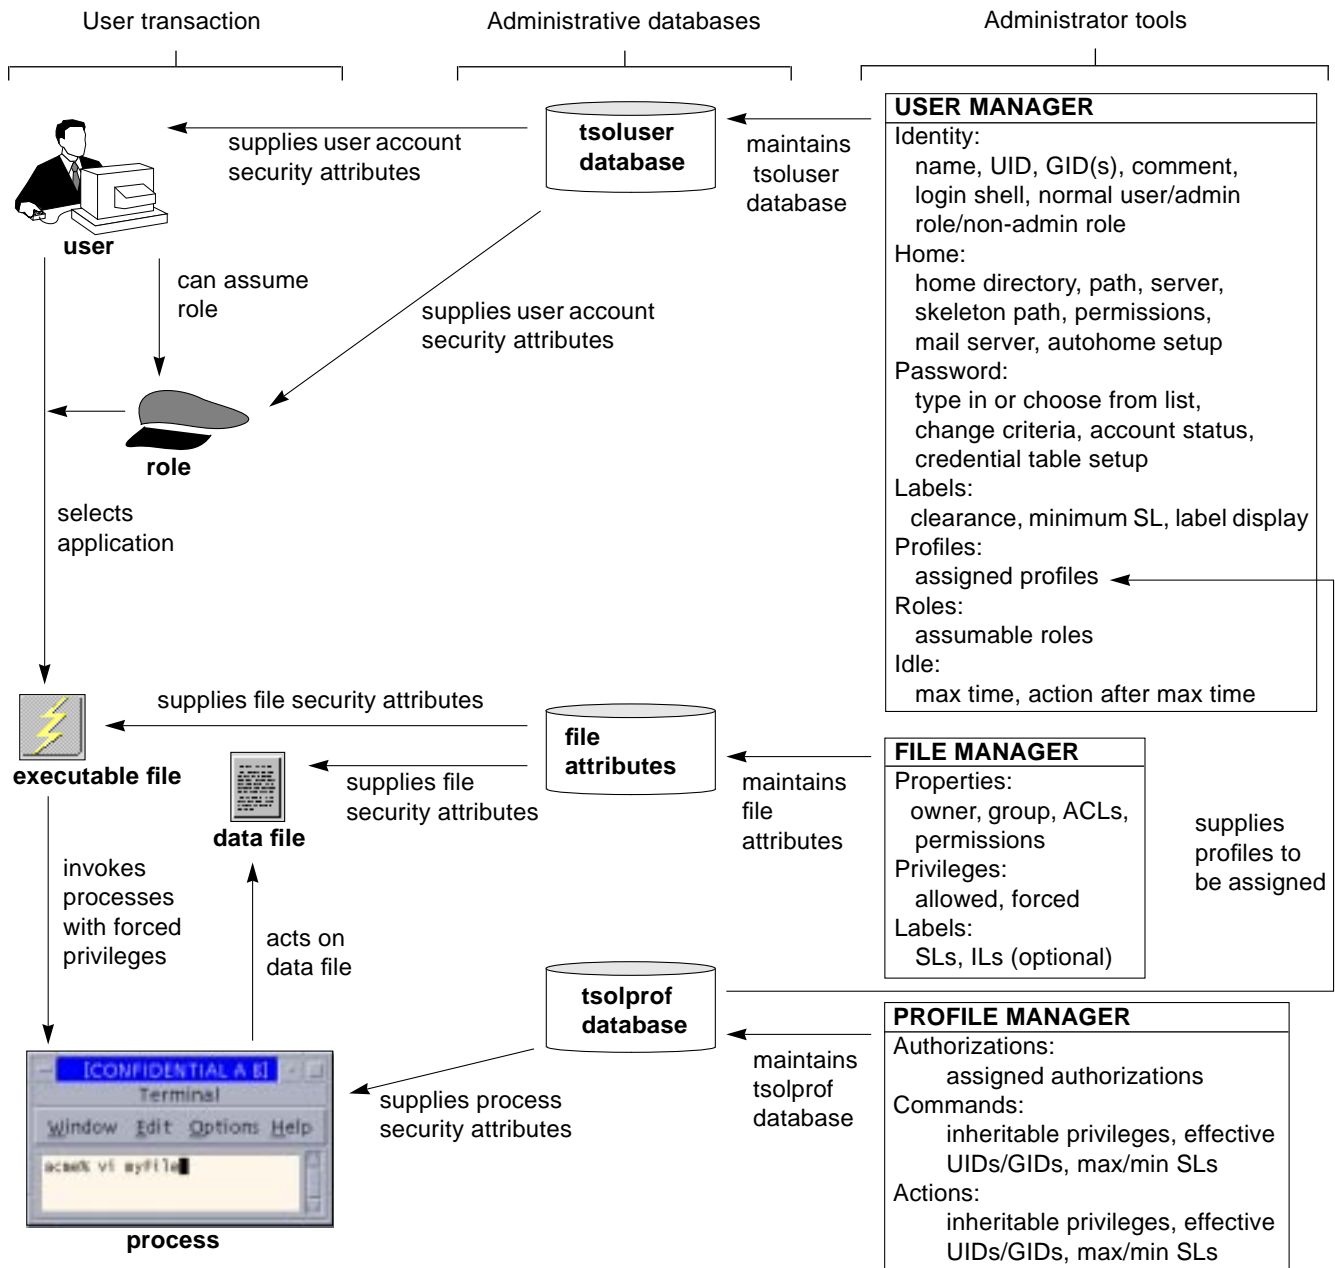 User transaction
Administrative databases
Administrator tools
supplies user account
security attributes
user
can assume
role
role
selects
application
supplies user account
security attributes
tsoluser
database
maintains
tsoluser
database
USER MANAGER
Identity:
name, UID, GID(s), comment,
login shell, normal user/admin
role/non-admin role
Home:
home directory, path, server,
skeleton path, permissions,
mail server, autohome setup
Password:
type in or choose from list,
change criteria, account status,
credential table setup
Labels:
clearance, minimum SL, label display
Profiles:
assigned profiles
Roles:
assumable roles
Idle:
max time, action after max time
supplies file security attributes
executable file
data file
supplies file
security attributes
file
attributes
maintains
file
attributes
FILE MANAGER
Properties:
owner, group, ACLs,
permissions
Privileges:
allowed, forced
Labels:
SLs, ILs (optional)
supplies
profiles to
be assigned
invokes
processes
with forced
privileges
acts on
data file
tsolprof
database
maintains
tsolprof
database
supplies process
security attributes
PROFILE MANAGER
Authorizations:
assigned authorizations
Commands:
inheritable privileges, effective
UIDs/GIDs, max/min SLs
Actions:
inheritable privileges, effective
UIDs/GIDs, max/min SLs
[CONFIDENTIAL A B]
Terminal
Window Edit Options Help
acme% vi myfile
process